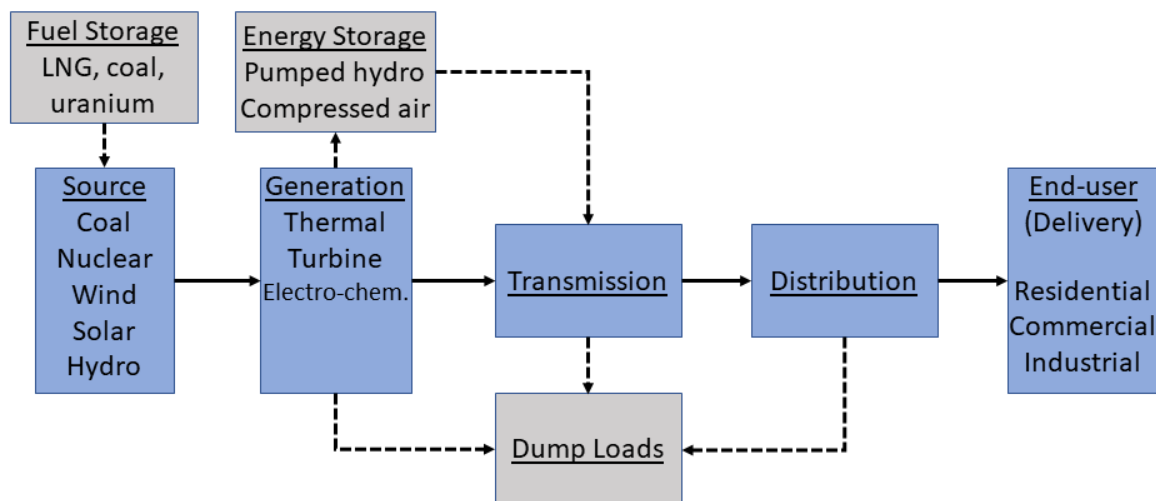 Fuel Storage
LNG, coal,
uranium
Energy Storage
Pumped hydro
Compressed air
Source
Coal
Nuclear
Wind
Solar
Hydro
Generation
Thermal
Turbine
Electro-chem.
Transmission
Distribution
End-user
(Delivery)
Residential
Commercial
Industrial
Dump Loads